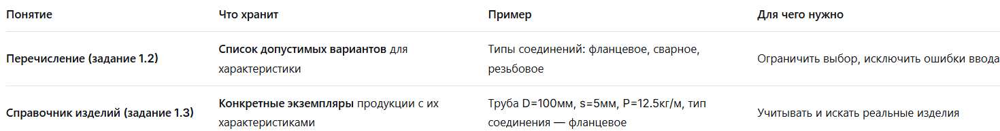 Понятие Что хранит Пример Для чего нужно
Перечисление (задание 1.2)
Список допустимых вариантов для
характеристики
Типы соединений: фланцевое, сварное,
резьбовое
Ограничить выбор, исключить ошибки ввода
Справочник изделий (задание 1.3)
Конкретные экземпляры продукции с их
характеристиками
Труба D=100мм, s=5мм, P=12.5кг/м, тип
соединения — фланцевое
Учитывать и искать реальные изделия